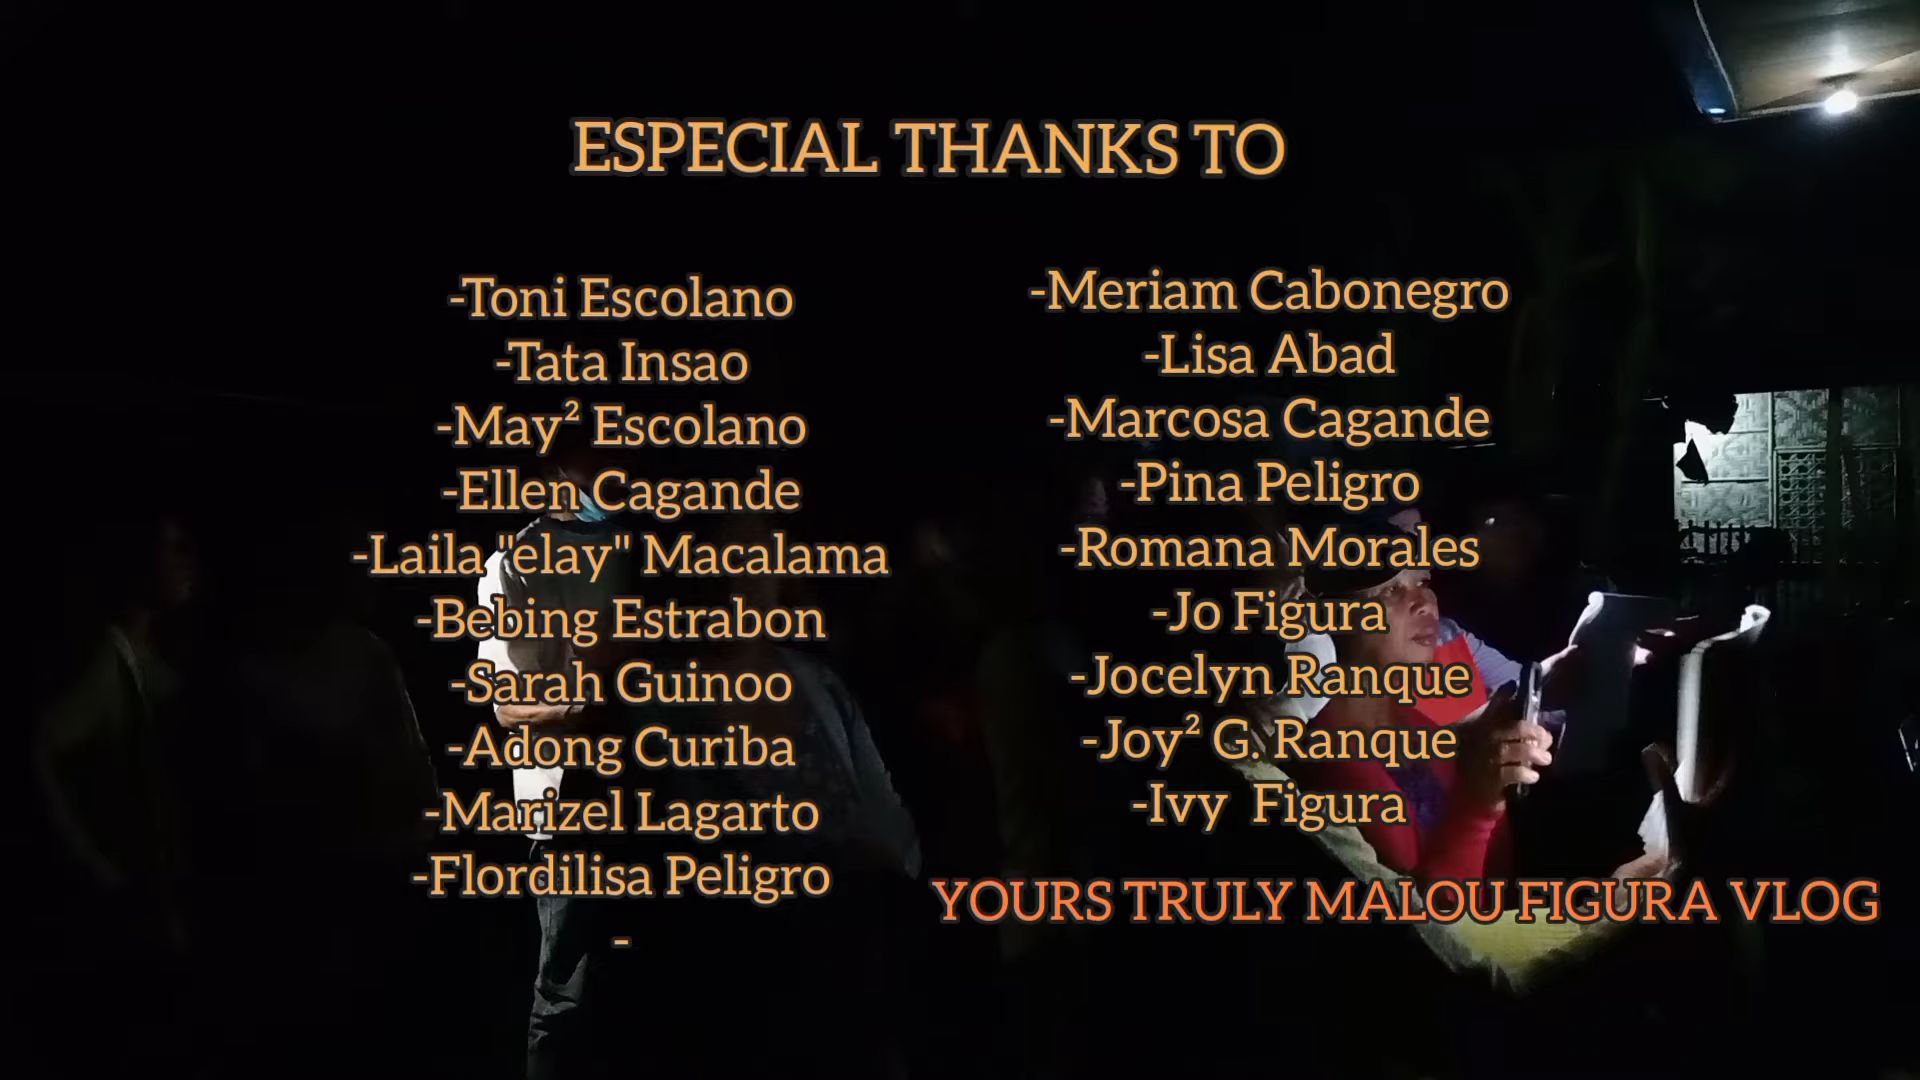 ESPECIAL THANKS TO
-Toni Escolano
-Tata Insao
-May² Escolano
-Ellen Cagande
-Laila "elay" Macalama
-Bebing Estrabon
-Sarah Guinoo
-Adong Curiba
-Marizel Lagarto
-Flordilisa Peligro
-
-Meriam Cabonegro
-Lisa Abad
-Marcosa Cagande
-Pina Peligro
-Romana Morales
-Jo Figura
-Jocelyn Ranque
-Joy² G. Ranque
-Ivy  Figura
YOURS TRULY MALOU FIGURA VLOG